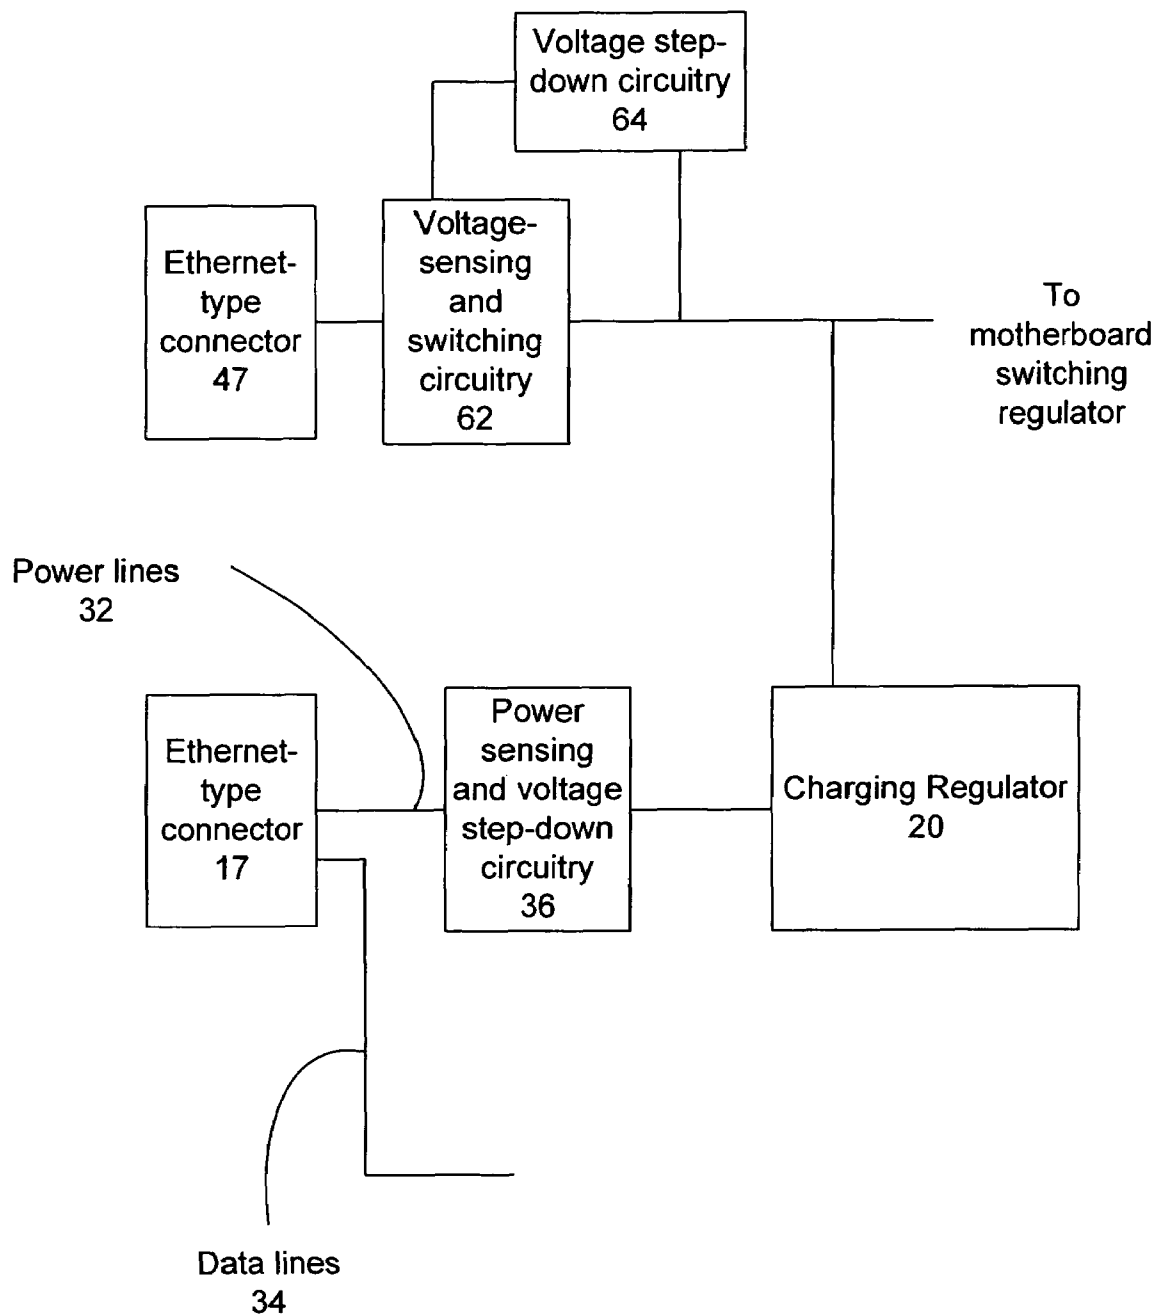 Voltage step-
down circuitry
64
Ethernet-
type
connector
47
Voltage-
sensing
and
switching
circuitry
62
To
motherboard
switching
regulator
Power lines
32
Ethernet-
type
connector
17
Power
sensing
and voltage
step-down
circuitry
36
Charging Regulator
20
Data lines
34